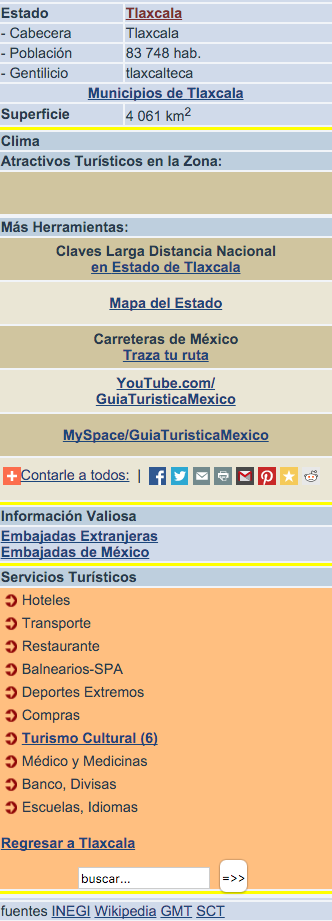 Estado Tlaxcala
- Cabecera Tlaxcala
- Población 83 748 hab.
- Gentilicio tlaxcalteca
Municipios de Tlaxcala
Superficie 4 061 km2
Clima
Atractivos Turísticos en la Zona:
Más Herramientas:
Claves Larga Distancia Nacional
en Estado de Tlaxcala
Mapa del Estado
Carreteras de México
Traza tu ruta
YouTube.com/
GuiaTuristicaMexico
MySpace/GuiaTuristicaMexico
Contarle a todos: |
Información Valiosa
Embajadas Extranjeras
Embajadas de México
Servicios Turísticos
Hoteles
Transporte
Restaurante
Balnearios-SPA
Deportes Extremos
Compras
Turismo Cultural (6)
Médico y Medicinas
Banco, Divisas
Escuelas, Idiomas
Regresar a Tlaxcala
buscar... =>>
fuentes INEGI Wikipedia GMT SCT